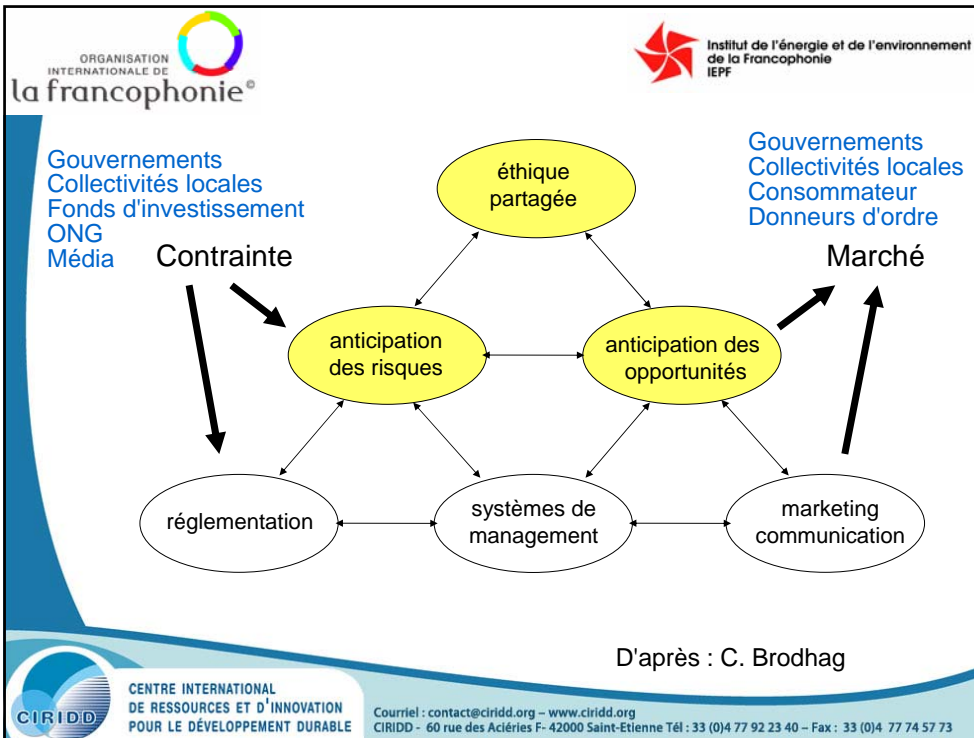 ORGANISATION
INTERNATIONALE DE
la francophonie©
Institut de l'énergie et de l'environnement
de la Francophonie
IEPF
Gouvernements
Collectivités locales
Fonds d'investissement
ONG
Média
Contrainte
éthique
partagée
Gouvernements
Collectivités locales
Consommateur
Donneurs d'ordre
Marché
anticipation
des risques
anticipation des
opportunités
réglementation
systèmes de
management
marketing
communication
D'après : C. Brodhag
CIRIDD
CENTRE INTERNATIONAL
DE RESSOURCES ET D'INNOVATION
POUR LE DÉVELOPPEMENT DURABLE
Courriel : contact@ciridd.org – www.ciridd.org
CIRIDD - 60 rue des Aciéries F- 42000 Saint-Etienne Tél : 33 (0)4 77 92 23 40 – Fax : 33 (0)4 77 74 57 73